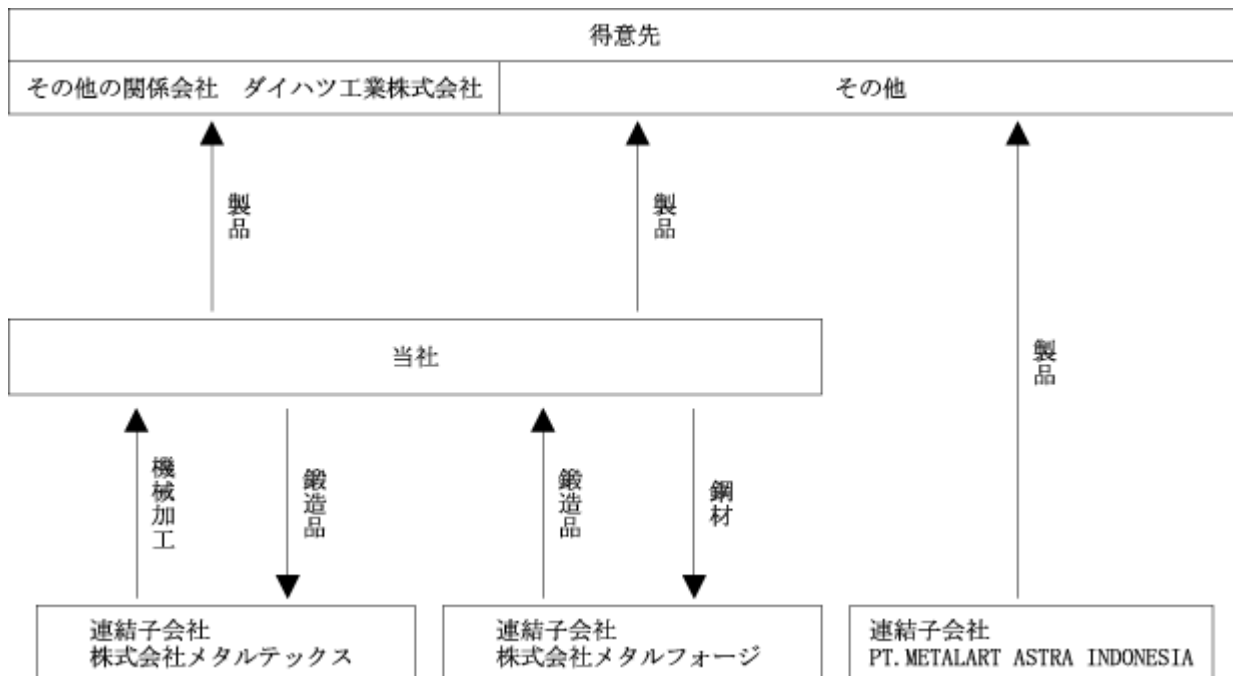 得意先
その他の関係会社　ダイハツ工業株式会社
その他
製品
製品
製品
当社
機械加工
鍛造品
鍛造品
鋼材
連結子会社
株式会社メタルテックス
連結子会社
株式会社メタルフォージ
連結子会社
PT.METALART ASTRA INDONESIA